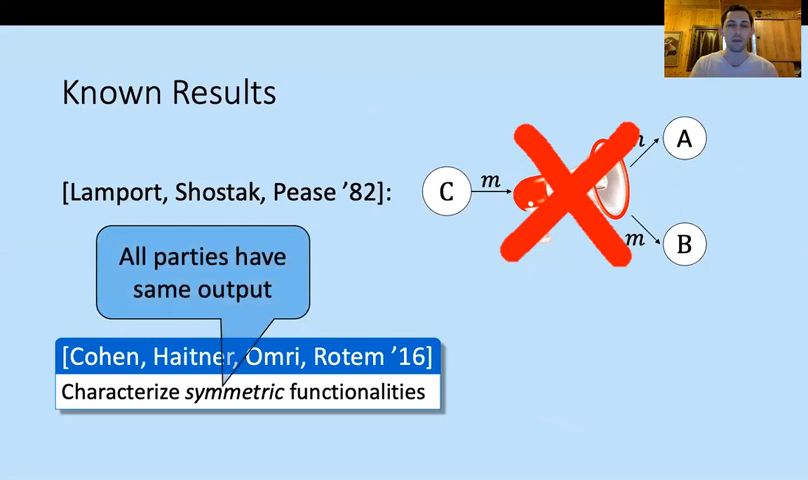 Known Results
[Lamport, Shostak, Pease ’82]:
C
m
A
m
B
All parties have
same output
[Cohen, Haitner, Omri, Rotem ’16]
Characterize symmetric functionalities